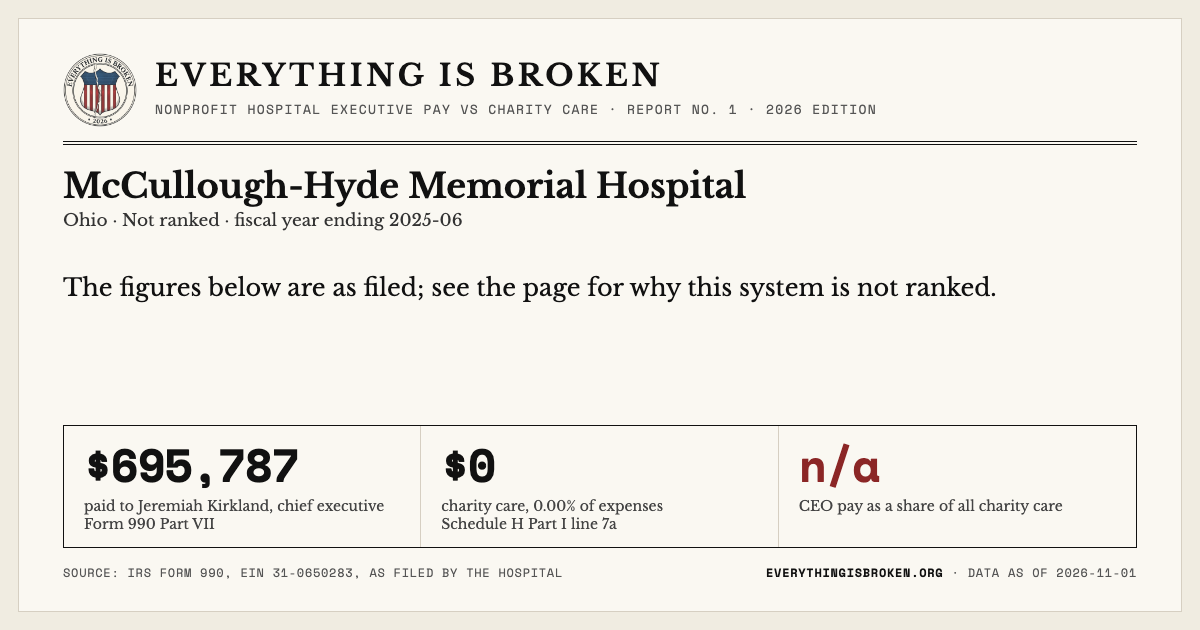 EVERYTHING IS BROKEN
2026
EVERYTHING IS BROKEN
NONPROFIT HOSPITAL EXECUTIVE PAY VS CHARITY CARE · REPORT NO. 1 · 2026 EDITION
McCullough-Hyde Memorial Hospital
Ohio · Not ranked · fiscal year ending 2025-06
The figures below are as filed; see the page for why this system is not ranked.
$695,787
paid to Jeremiah Kirkland, chief executive
Form 990 Part VII
$0
charity care, 0.00% of expenses
Schedule H Part I line 7a
n/a
CEO pay as a share of all charity care
SOURCE: IRS FORM 990, EIN 31-0650283, AS FILED BY THE HOSPITAL
EVERYTHINGISBROKEN.ORG · DATA AS OF 2026-11-01